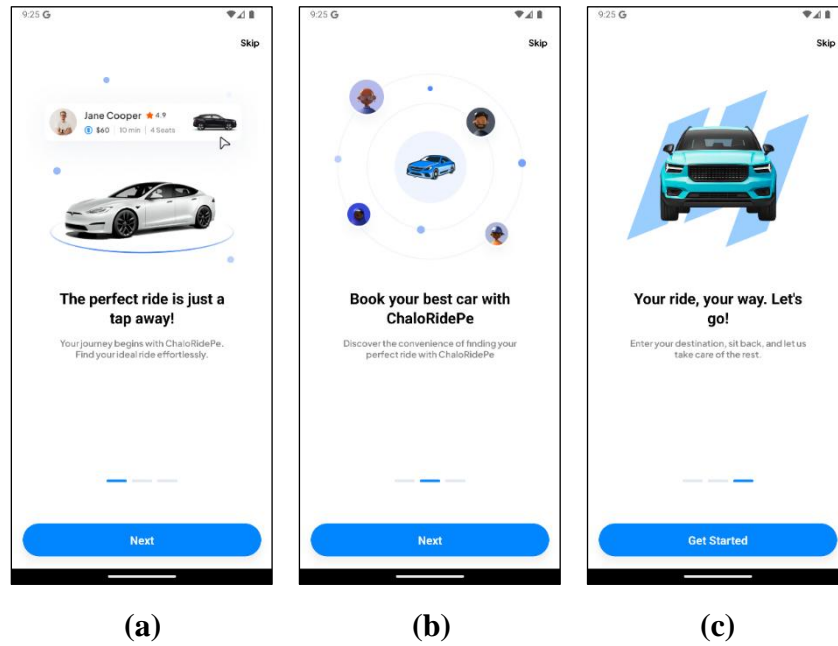 9:25 G
Skip
Jane Cooper 4.9
$60 | 10 min | 4 Seats
The perfect ride is just a
tap away!
Your journey begins with ChaloRidePe.
Find your ideal ride effortlessly.
Next
(a)
9:25 G
Skip
Book your best car with
ChaloRidePe
Discover the convenience of finding your
perfect ride with ChaloRidePe
Next
(b)
9:25 G
Skip
Your ride, your way. Let's
go!
Enter your destination, sit back, and let us
take care of the rest.
Get Started
(c)